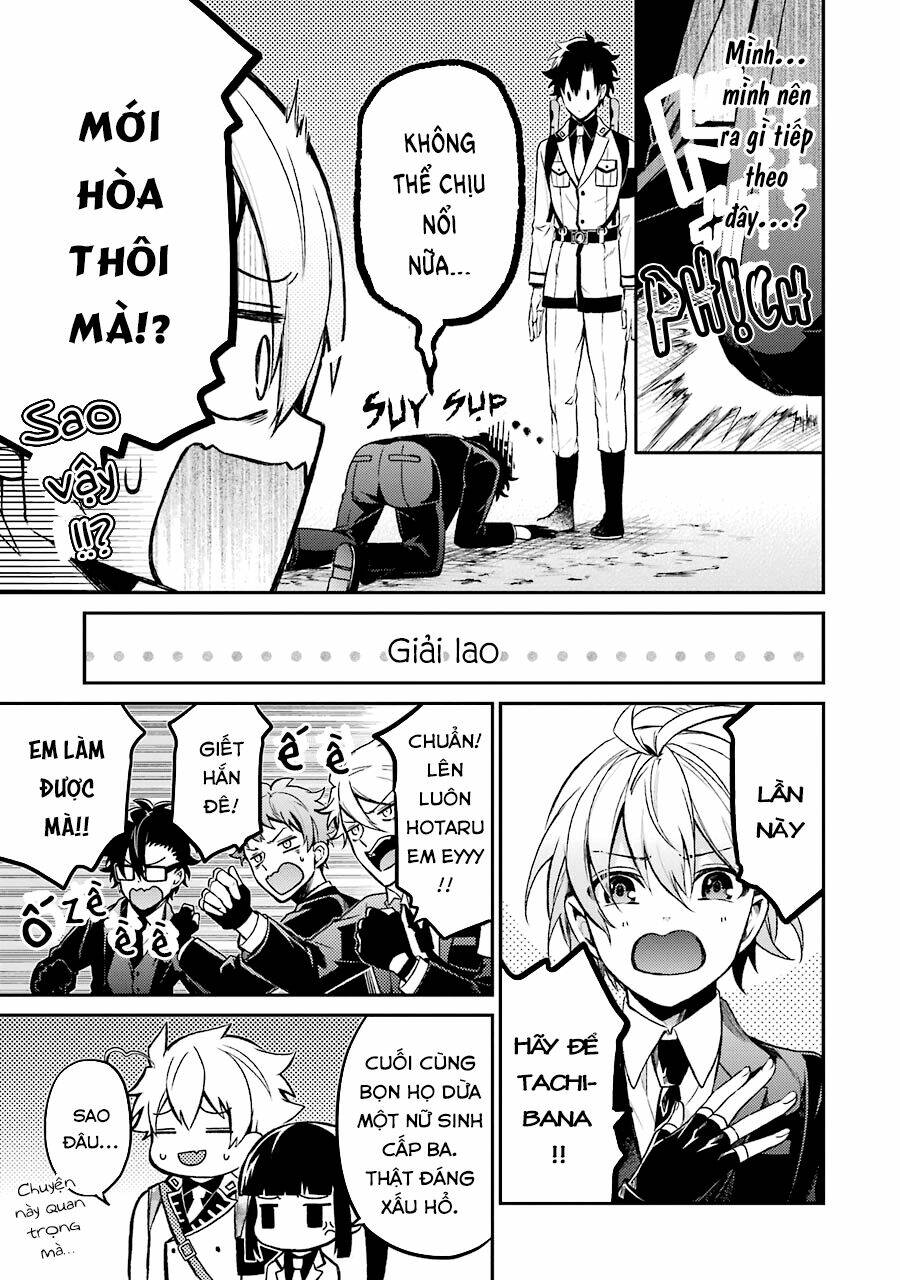 Mình...
mình nên
ra gì tiếp
theo
đây...?
PHỊCH
KHÔNG
THỂ CHỊU
NỔI
NỮA...
SUY SỤP
MỚI
HÒA
THÔI
MÀ!?
Sao
vậy
!!?
Giải lao
LẦN
NÀY
HÃY ĐỂ
TACHI-
BANA
!!
CHUẨN!
LÊN
LUÔN
HOTARU
EM EYYY
!!
GIẾT
HẮN
ĐÊ!
EM LÀM
ĐƯỢC
MÀ!!
Ế Ề
Ố ZỀ
Ề Ề
CUỐI CÙNG
BỌN HỌ DỪA
MỘT NỮ SINH
CẤP BA.
THẬT ĐÁNG
XẤU HỔ.
SAO
ĐÂU...
Chuyện
này quan
trọng
mà...